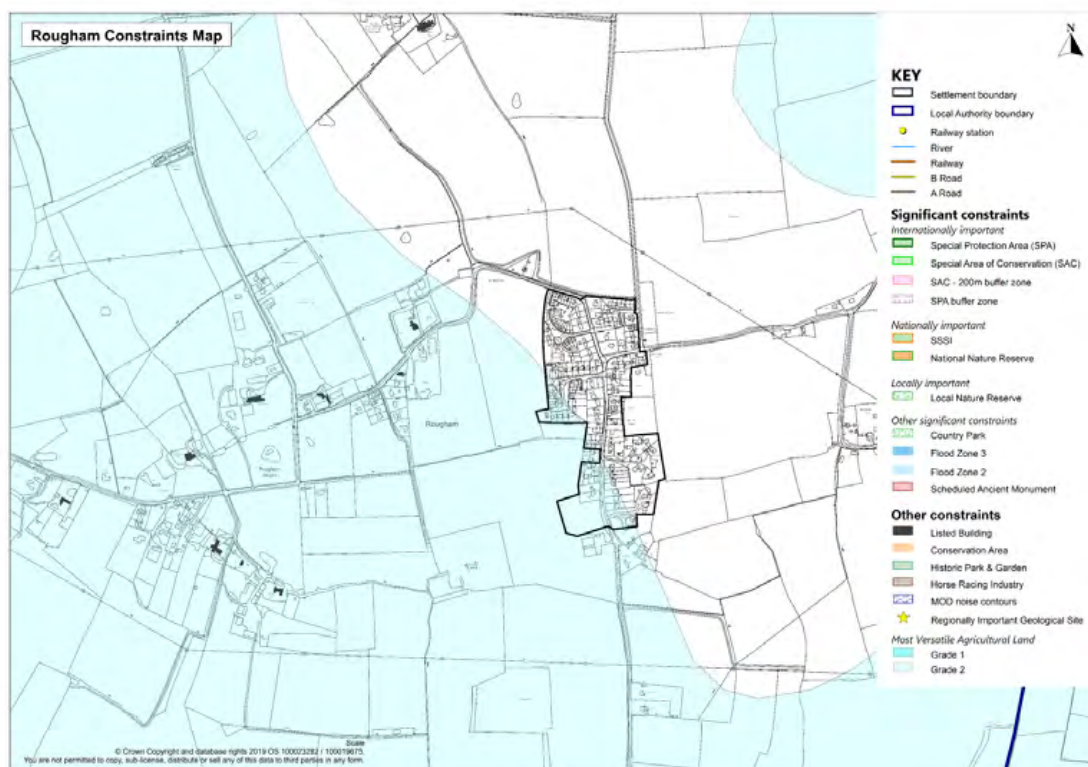 Rougham Constraints Map
N
KEY
Settlement boundary
Local Authority boundary
Railway station
River
Railway
B Road
A Road
Significant constraints
Internationally important
Special Protection Area (SPA)
Special Area of Conservation (SAC)
SAC - 200m buffer zone
SPA buffer zone
Nationally important
SSSI
National Nature Reserve
Locally important
Local Nature Reserve
Other significant constraints
Country Park
Flood Zone 3
Flood Zone 2
Scheduled Ancient Monument
Other constraints
Listed Building
Conservation Area
Historic Park & Garden
Horse Racing Industry
MOD noise contours
Regionally Important Geological Site
Most Versatile Agricultural Land
Grade 1
Grade 2
Rougham
Scale
© Crown Copyright and database rights 2019 OS 100023282 / 100019675.
You are not permitted to copy, sub-license, distribute or sell any of this data to third parties in any form.